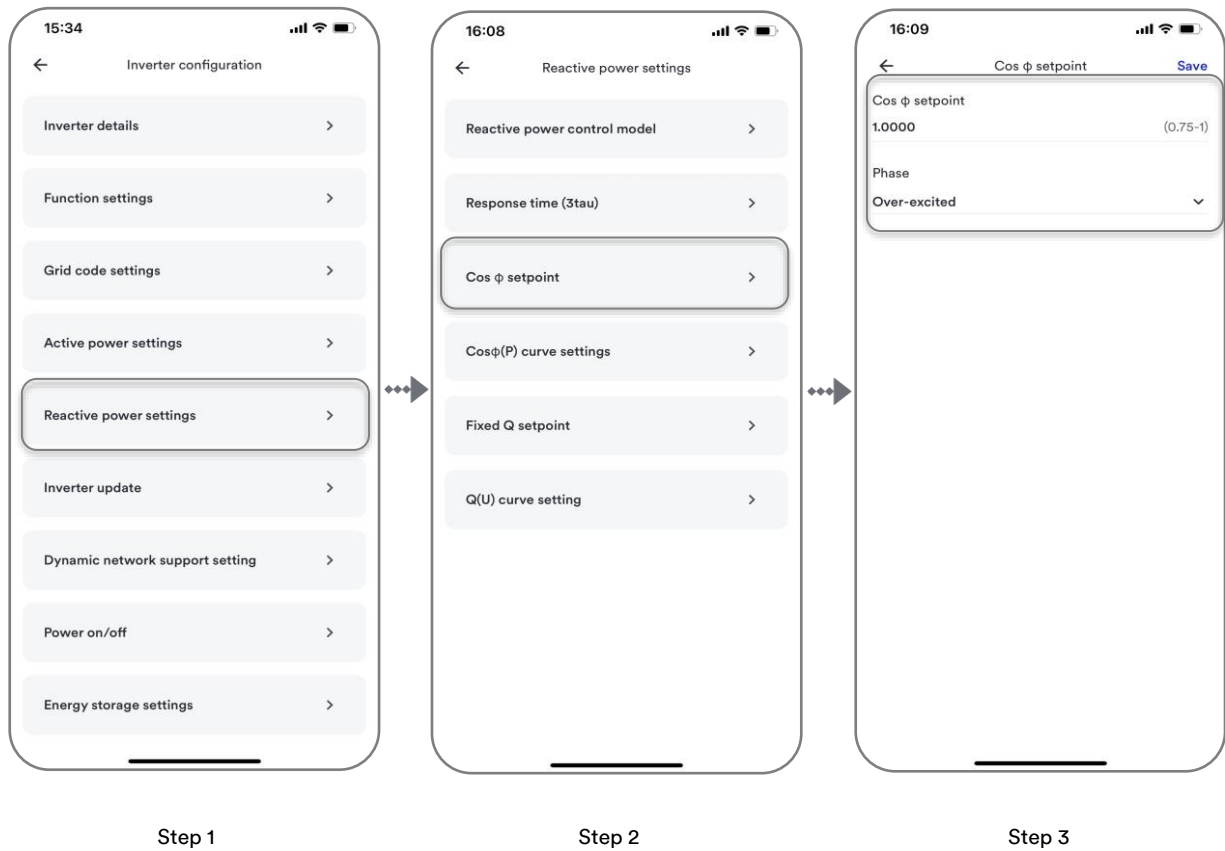 15:34
Inverter configuration
Inverter details
Function settings
Grid code settings
Active power settings
Reactive power settings
Inverter update
Dynamic network support setting
Power on/off
Energy storage settings
Step 1
16:08
Reactive power settings
Reactive power control model
Response time (3tau)
Cos φ setpoint
Cosφ(P) curve settings
Fixed Q setpoint
Q(U) curve setting
Step 2
16:09
Cos φ setpoint Save
Cos φ setpoint
1.0000 (0.75-1)
Phase
Over-excited
Step 3